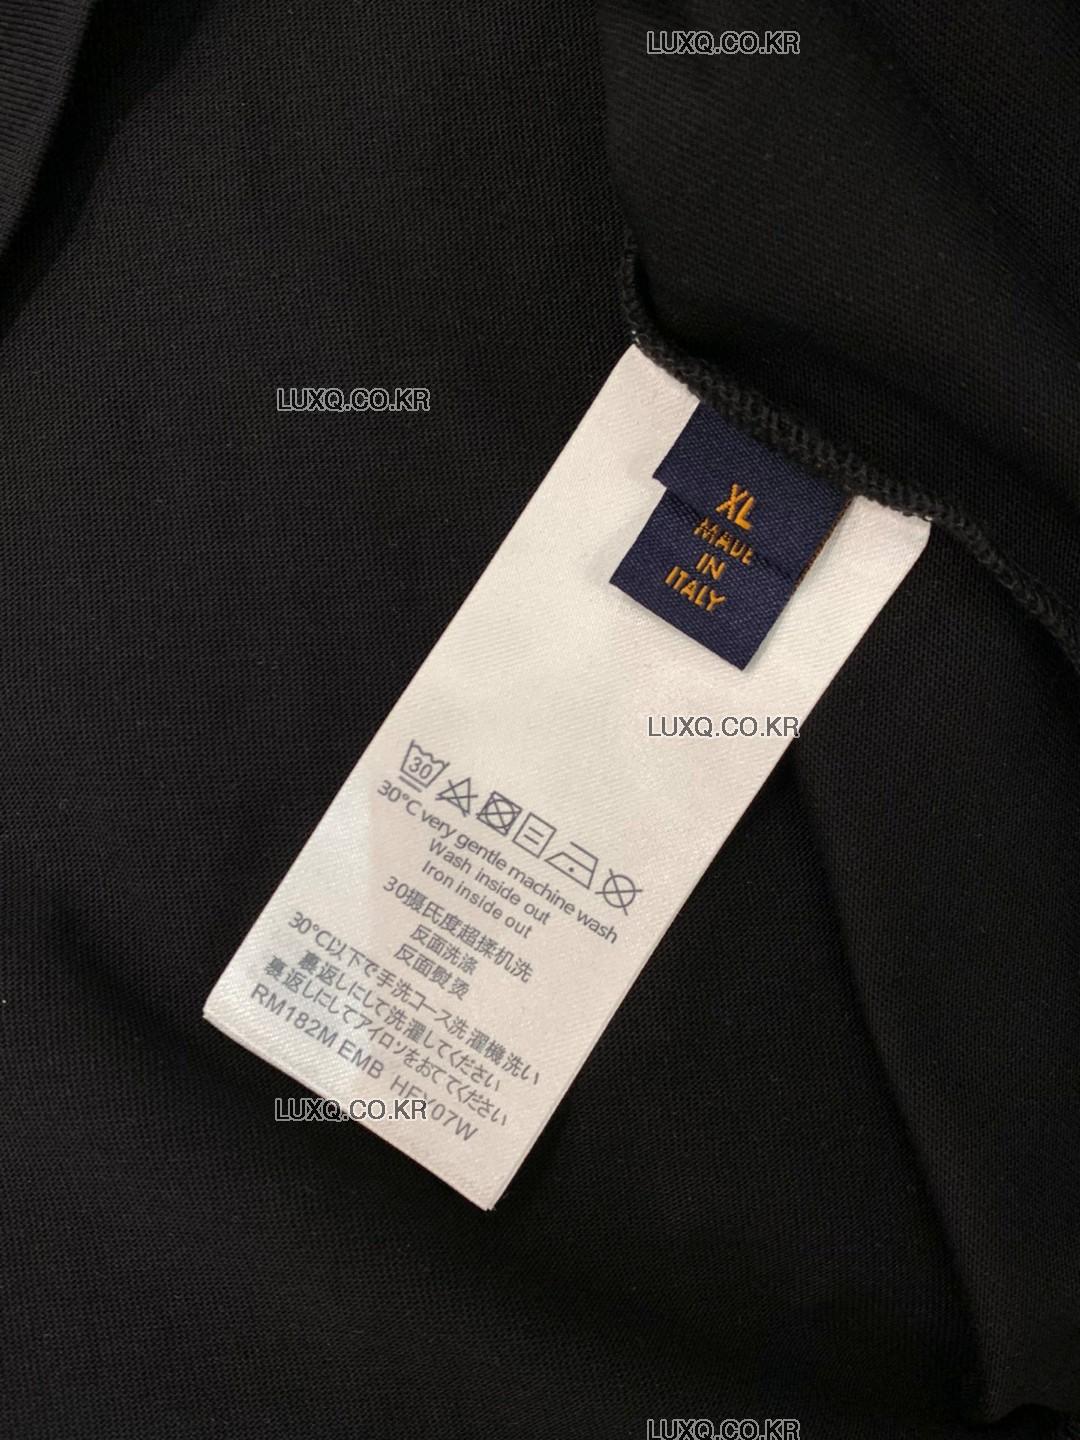 LUXQ.CO.KR
LUXQ.CO.KR
XL
MADE
IN
ITALY
LUXQ.CO.KR
30
30°C very gentle machine wash
Wash inside out
Iron inside out
30摄氏度超揉机洗
反面洗涤
反面熨烫
30°C以下で手洗コース洗濯機洗い
裏返しにして洗濯してください
裏返しにしてアイロンをおててください
RM182M EMB HFY07W
LUXQ.CO.KR
LUXQ.CO.KR